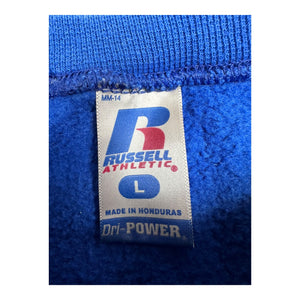 MM-14
R
RUSSELL
ATHLETIC®
L
MADE IN HONDURAS
Dri-POWER®